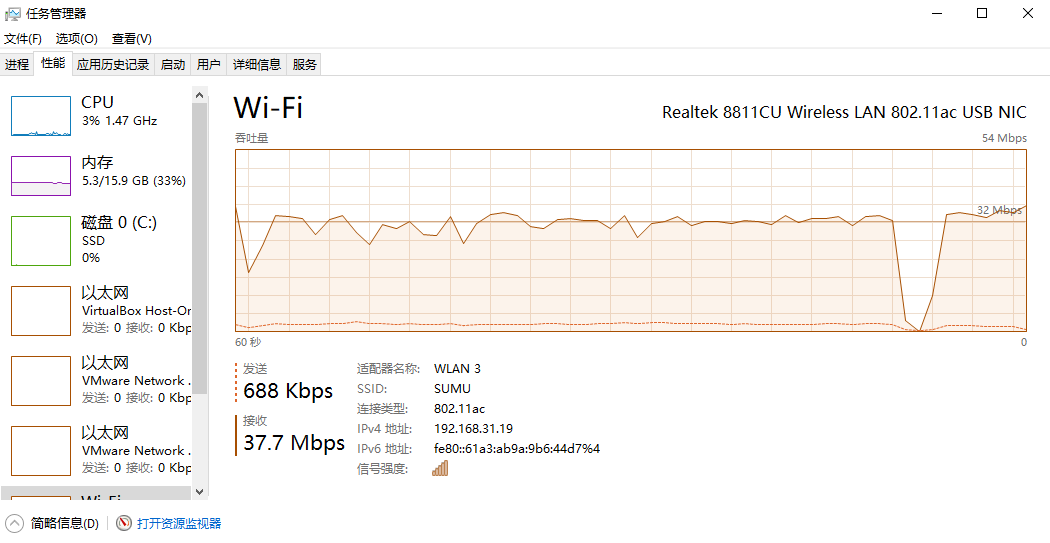 任务管理器
文件(F) 选项(O) 查看(V)
进程 性能 应用历史记录 启动 用户 详细信息 服务
CPU
3% 1.47 GHz
内存
5.3/15.9 GB (33%)
磁盘 0 (C:)
SSD
0%
以太网
VirtualBox Host-Or
发送: 0 接收: 0 Kbp
以太网
VMware Network .
发送: 0 接收: 0 Kbp
以太网
VMware Network .
发送: 0 接收: 0 Kbp
Wi-Fi
Wi-Fi
Realtek 8811CU Wireless LAN 802.11ac USB NIC
吞吐量
54 Mbps
32 Mbps
60 秒
0
发送
688 Kbps
接收
37.7 Mbps
适配器名称: WLAN 3
SSID: SUMU
连接类型: 802.11ac
IPv4 地址: 192.168.31.19
IPv6 地址: fe80::61a3:ab9a:9b6:44d7%4
信号强度:
简略信息(D)
打开资源监视器